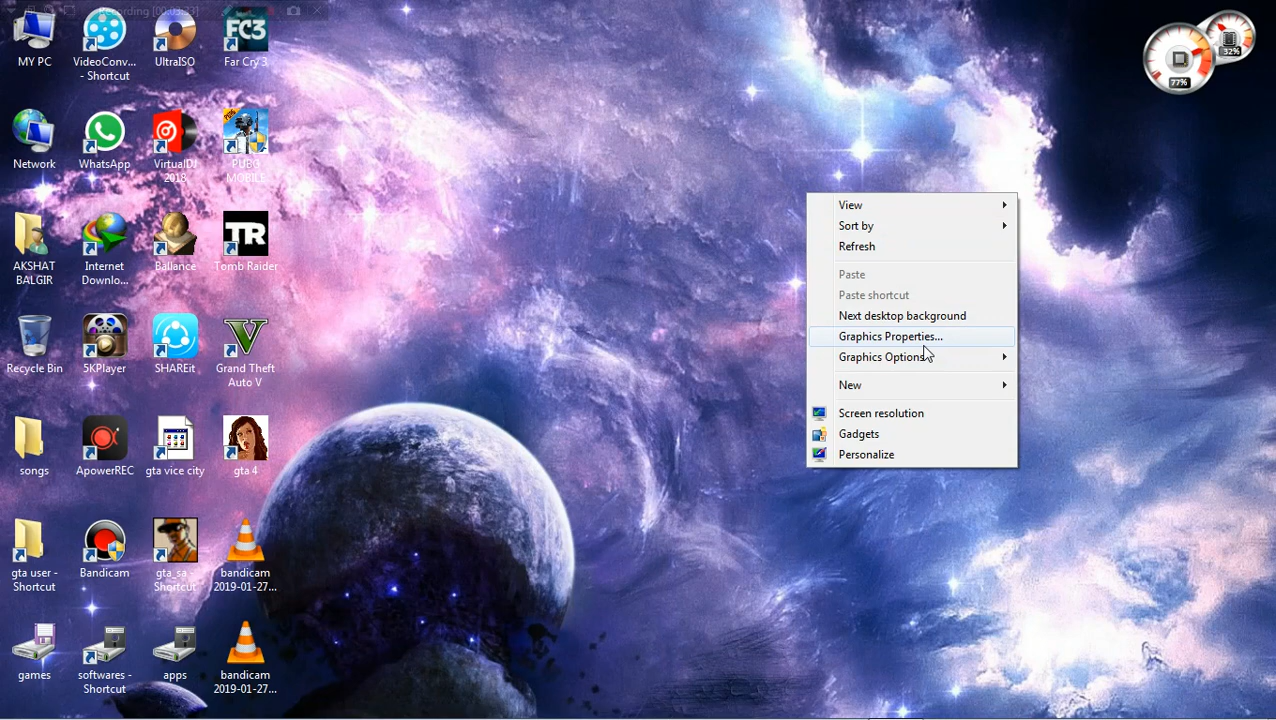 Recording [00:03:23]
MY PC
VideoConv...
- Shortcut
UltraISO
FC3
Far Cry 3
Network
WhatsApp
VirtualDJ
2018
PUBG
MOBILE
AKSHAT
BALGIR
Internet
Downlo...
Ballance
TR
Tomb Raider
Recycle Bin
5KPlayer
SHAREit
V
Grand Theft
Auto V
songs
ApowerREC
gta vice city
gta 4
gta user -
Shortcut
Bandicam
gta_sa -
Shortcut
bandicam
2019-01-27...
games
softwares -
Shortcut
apps
bandicam
2019-01-27...
77%
32%
View
Sort by
Refresh
Paste
Paste shortcut
Next desktop background
Graphics Properties...
Graphics Options
New
Screen resolution
Gadgets
Personalize